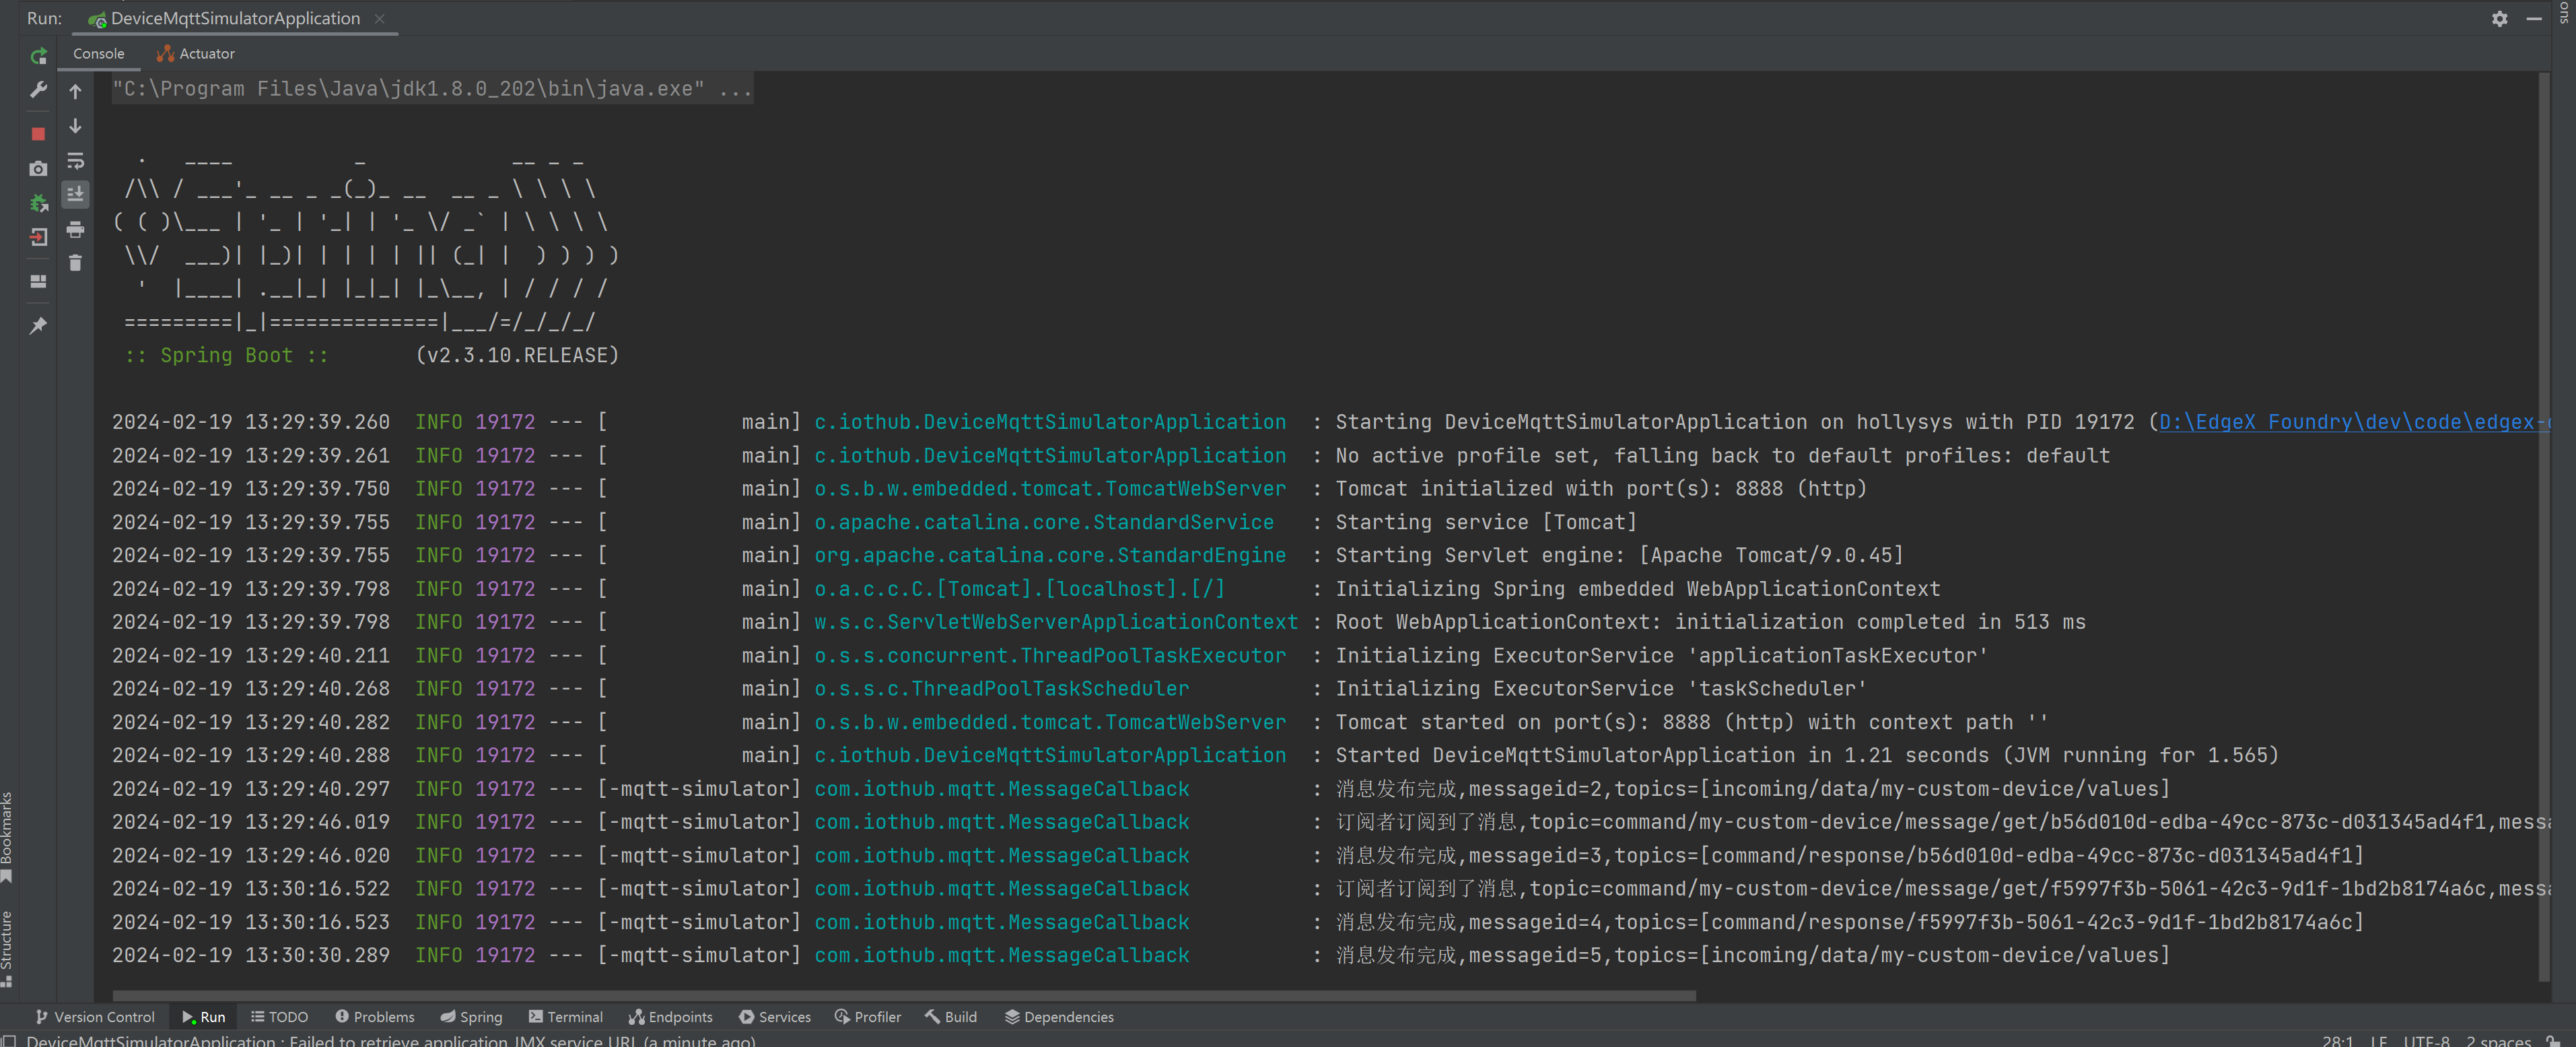 Run: DeviceMqttSimulatorApplication
Console Actuator
"C:\Program Files\Java\jdk1.8.0_202\bin\java.exe" ...
  .   ____          _            __ _ _
 /\\ / ___'_ __ _ _(_)_ __  __ _ \ \ \ \
( ( )\___ | '_ | '_| | '_ \/ _` | \ \ \ \
 \\/  ___)| |_)| | | | | || (_| |  ) ) ) )
  '  |____| .__|_| |_|_| |_\__, | / / / /
 =========|_|==============|___/=/_/_/_/
 :: Spring Boot ::       (v2.3.10.RELEASE)
2024-02-19 13:29:39.260  INFO 19172 --- [           main] c.iothub.DeviceMqttSimulatorApplication  : Starting DeviceMqttSimulatorApplication on hollysys with PID 19172 (D:\EdgeX Foundry\dev\code\edgex-
2024-02-19 13:29:39.261  INFO 19172 --- [           main] c.iothub.DeviceMqttSimulatorApplication  : No active profile set, falling back to default profiles: default
2024-02-19 13:29:39.750  INFO 19172 --- [           main] o.s.b.w.embedded.tomcat.TomcatWebServer  : Tomcat initialized with port(s): 8888 (http)
2024-02-19 13:29:39.755  INFO 19172 --- [           main] o.apache.catalina.core.StandardService   : Starting service [Tomcat]
2024-02-19 13:29:39.755  INFO 19172 --- [           main] org.apache.catalina.core.StandardEngine  : Starting Servlet engine: [Apache Tomcat/9.0.45]
2024-02-19 13:29:39.798  INFO 19172 --- [           main] o.a.c.c.C.[Tomcat].[localhost].[/]       : Initializing Spring embedded WebApplicationContext
2024-02-19 13:29:39.798  INFO 19172 --- [           main] w.s.c.ServletWebServerApplicationContext : Root WebApplicationContext: initialization completed in 513 ms
2024-02-19 13:29:40.211  INFO 19172 --- [           main] o.s.s.concurrent.ThreadPoolTaskExecutor  : Initializing ExecutorService 'applicationTaskExecutor'
2024-02-19 13:29:40.268  INFO 19172 --- [           main] o.s.s.c.ThreadPoolTaskScheduler          : Initializing ExecutorService 'taskScheduler'
2024-02-19 13:29:40.282  INFO 19172 --- [           main] o.s.b.w.embedded.tomcat.TomcatWebServer  : Tomcat started on port(s): 8888 (http) with context path ''
2024-02-19 13:29:40.288  INFO 19172 --- [           main] c.iothub.DeviceMqttSimulatorApplication  : Started DeviceMqttSimulatorApplication in 1.21 seconds (JVM running for 1.565)
2024-02-19 13:29:40.297  INFO 19172 --- [-mqtt-simulator] com.iothub.mqtt.MessageCallback          : 消息发布完成,messageid=2,topics=[incoming/data/my-custom-device/values]
2024-02-19 13:29:46.019  INFO 19172 --- [-mqtt-simulator] com.iothub.mqtt.MessageCallback          : 订阅者订阅到了消息,topic=command/my-custom-device/message/get/b56d010d-edba-49cc-873c-d031345ad4f1,messa
2024-02-19 13:29:46.020  INFO 19172 --- [-mqtt-simulator] com.iothub.mqtt.MessageCallback          : 消息发布完成,messageid=3,topics=[command/response/b56d010d-edba-49cc-873c-d031345ad4f1]
2024-02-19 13:30:16.522  INFO 19172 --- [-mqtt-simulator] com.iothub.mqtt.MessageCallback          : 订阅者订阅到了消息,topic=command/my-custom-device/message/get/f5997f3b-5061-42c3-9d1f-1bd2b8174a6c,messa
2024-02-19 13:30:16.523  INFO 19172 --- [-mqtt-simulator] com.iothub.mqtt.MessageCallback          : 消息发布完成,messageid=4,topics=[command/response/f5997f3b-5061-42c3-9d1f-1bd2b8174a6c]
2024-02-19 13:30:30.289  INFO 19172 --- [-mqtt-simulator] com.iothub.mqtt.MessageCallback          : 消息发布完成,messageid=5,topics=[incoming/data/my-custom-device/values]
Bookmarks
Structure
Version Control Run TODO Problems Spring Terminal Endpoints Services Profiler Build Dependencies
DeviceMqttSimulatorApplication : Failed to retrieve application JMX service URL (a minute ago) 28:1 LF UTF-8 2 spaces